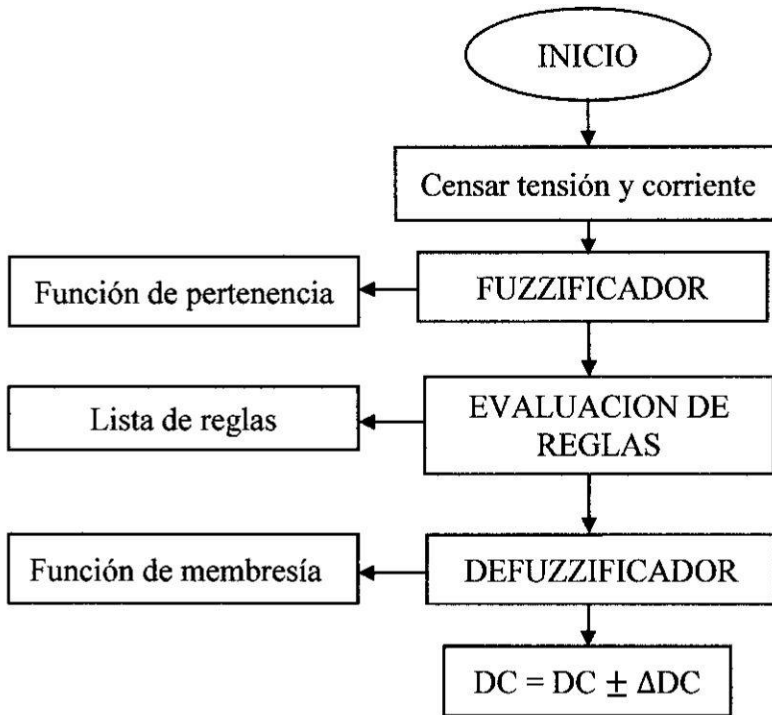 INICIO
Censar tensión y corriente
Función de pertenencia
FUZZIFICADOR
Lista de reglas
EVALUACION DE
REGLAS
Función de membresía
DEFUZZIFICADOR
DC = DC ± ΔDC